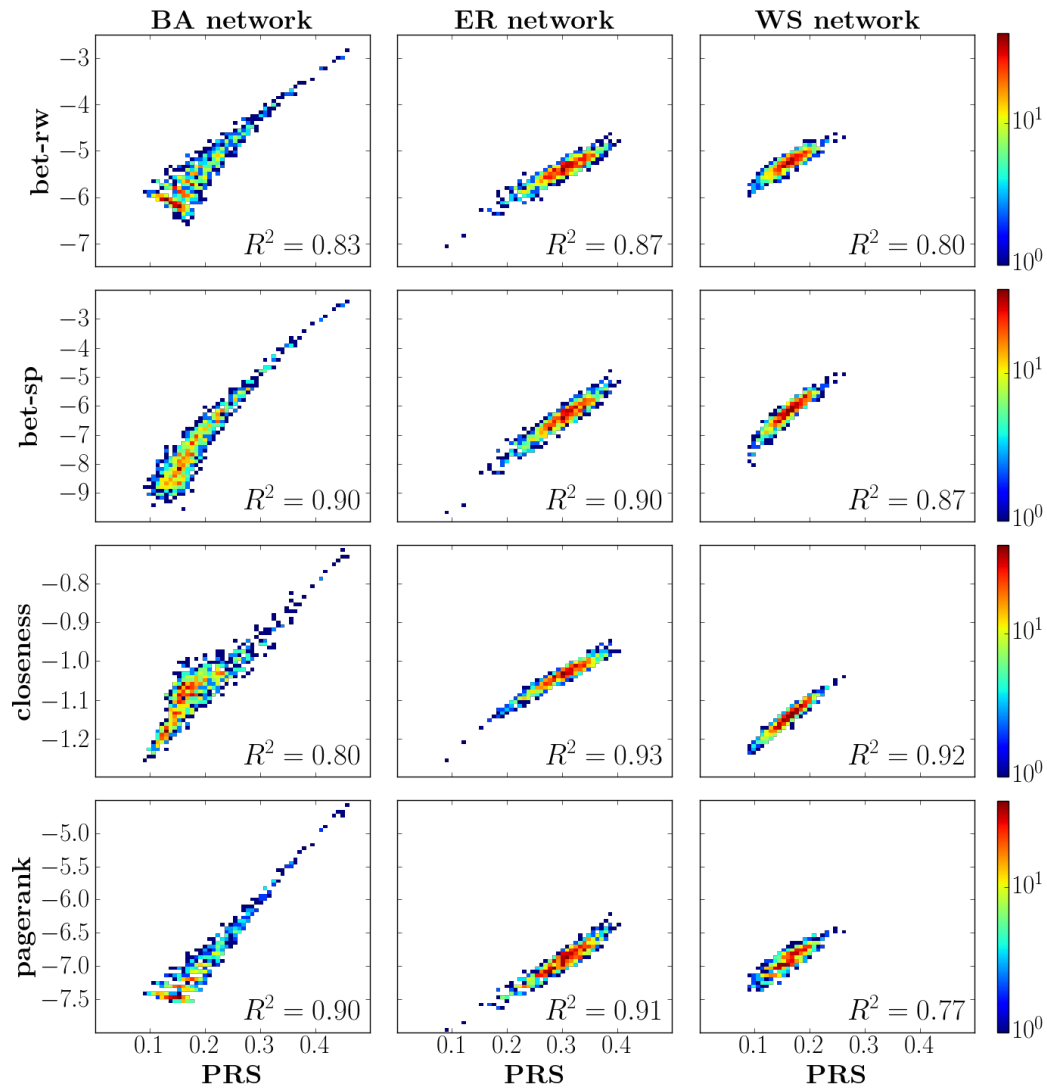 BA network ER network WS network
bet-rw
−3
−4
−5
−6
−7
R² = 0.83
R² = 0.87
R² = 0.80
10¹
10⁰
bet-sp
−3
−4
−5
−6
−7
−8
−9
R² = 0.90
R² = 0.90
R² = 0.87
10¹
10⁰
closeness
−0.8
−0.9
−1.0
−1.1
−1.2
R² = 0.80
R² = 0.93
R² = 0.92
10¹
10⁰
pagerank
−5.0
−5.5
−6.0
−6.5
−7.0
−7.5
R² = 0.90
R² = 0.91
R² = 0.77
10¹
10⁰
0.1 0.2 0.3 0.4 0.1 0.2 0.3 0.4 0.1 0.2 0.3 0.4
PRS PRS PRS